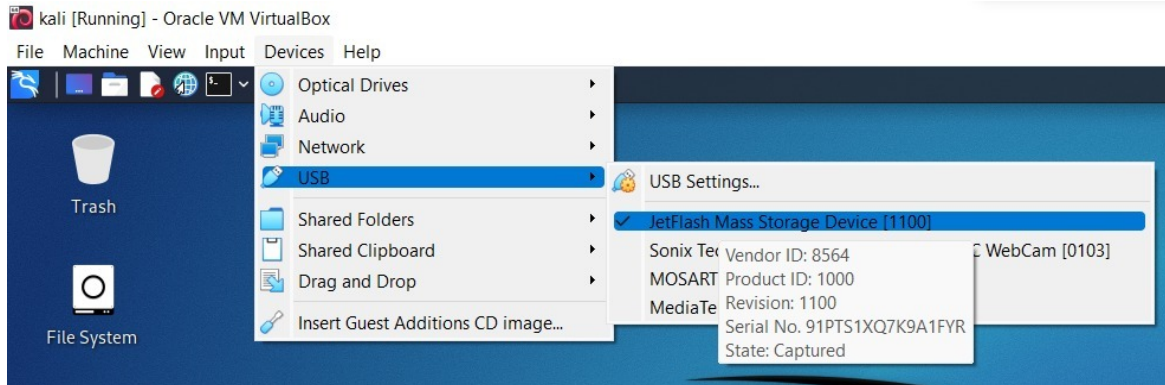 kali [Running] - Oracle VM VirtualBox
File Machine View Input Devices Help
Optical Drives
Audio
Network
USB
Shared Folders
Shared Clipboard
Drag and Drop
Insert Guest Additions CD image...
USB Settings...
JetFlash Mass Storage Device [1100]
Sonix WebCam [0103]
MOSART
Vendor ID: 8564
Product ID: 1000
Revision: 1100
Serial No. 91PTS1XQ7K9A1FYR
State: Captured
Trash
File System